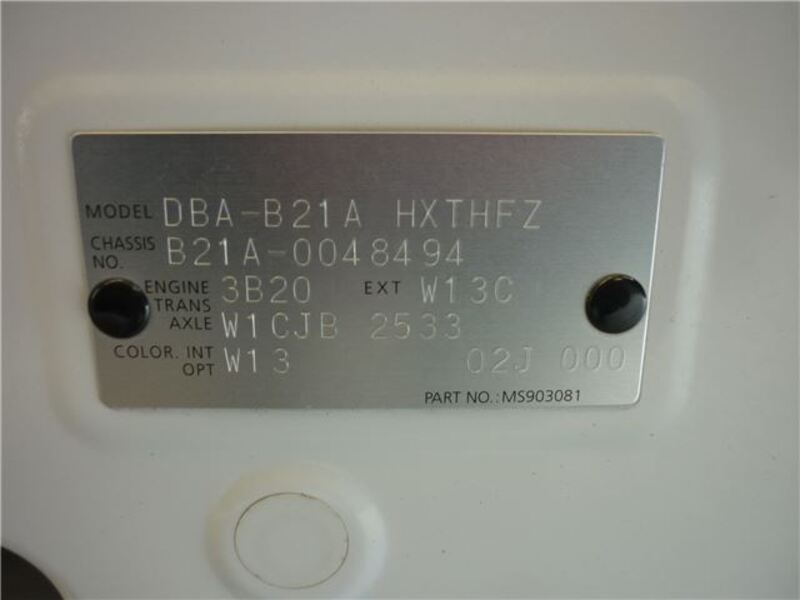 MODEL DBA-B21A HXTHFZ
CHASSIS NO. B21A-0048494
ENGINE 3B20 EXT W13C
TRANS AXLE W1CJB 2533
COLOR. INT OPT W13 02J 000
PART NO.:MS903081